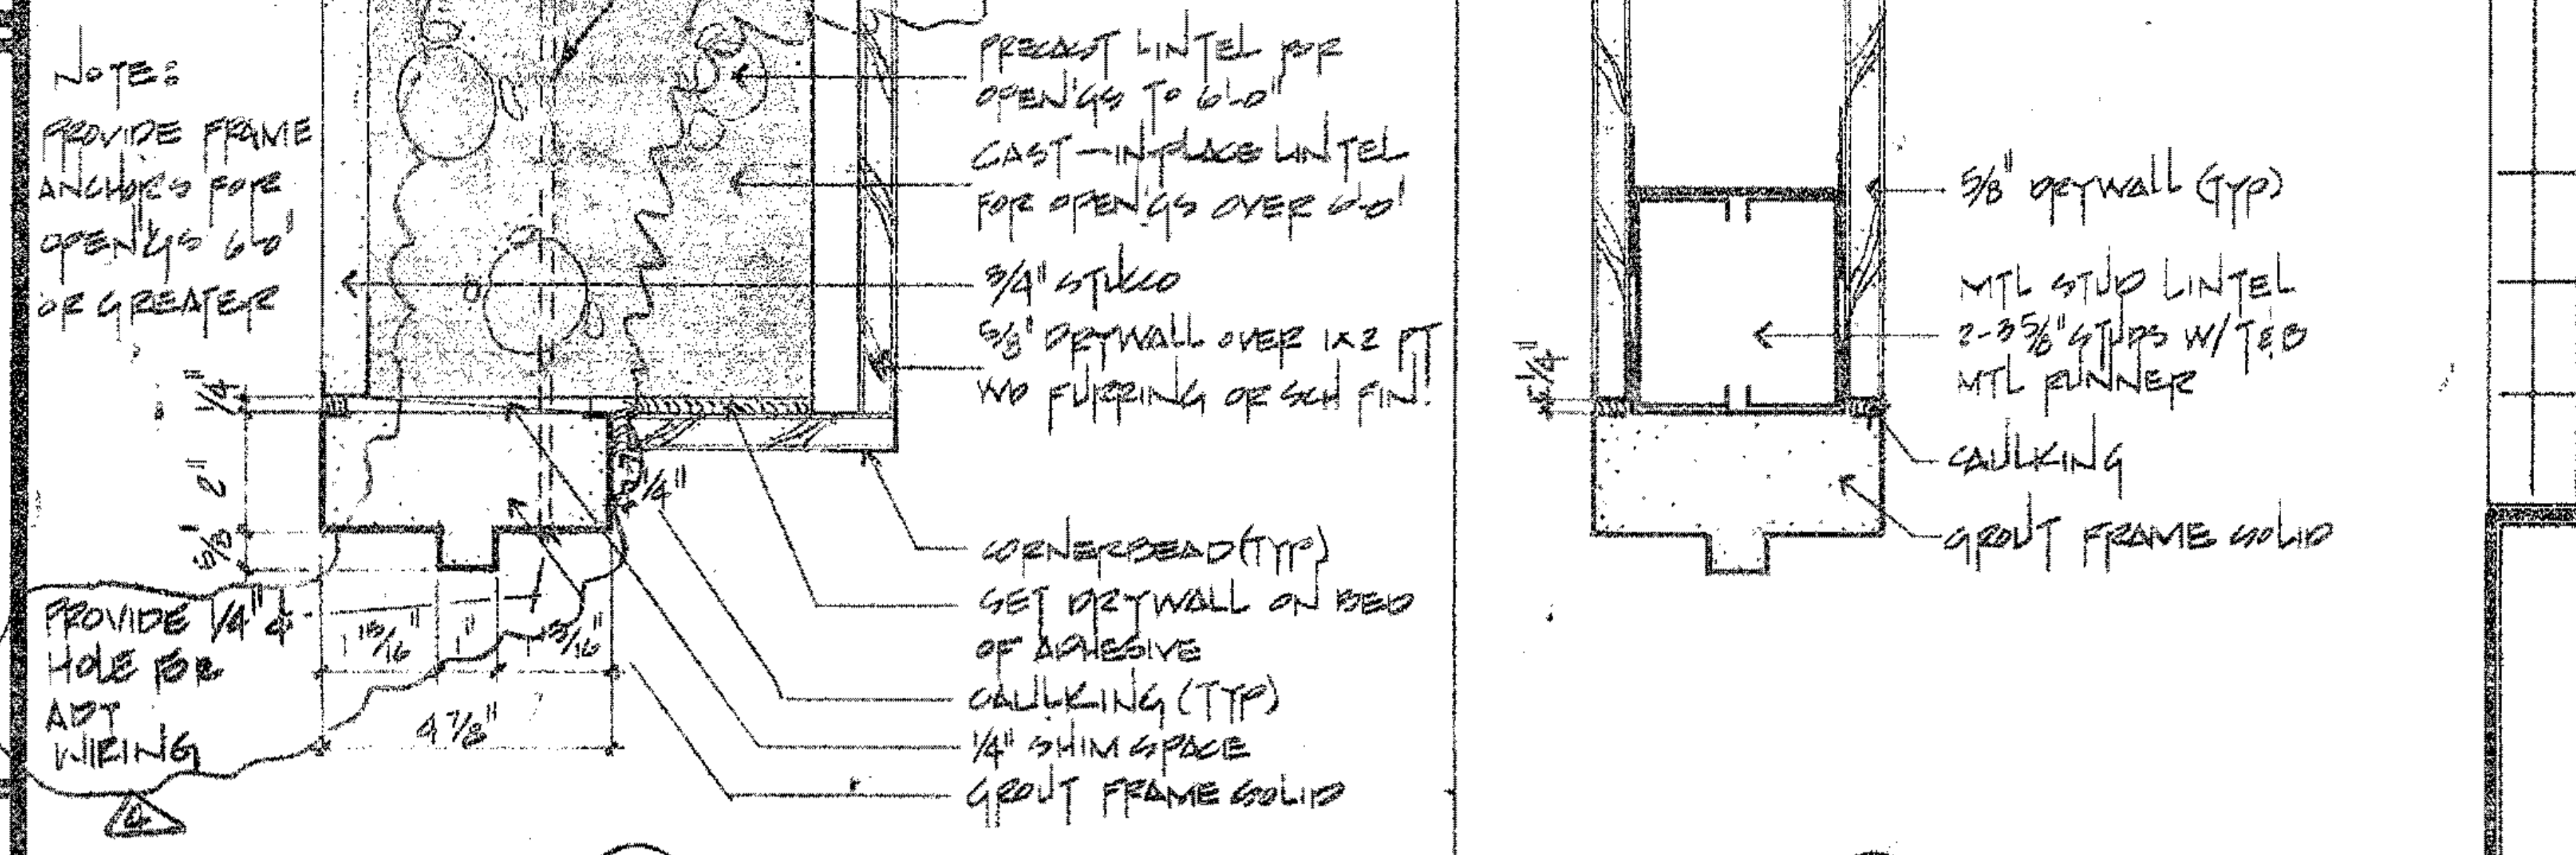 NOTE:
PROVIDE FRAME
ANCHORS FOR
OPEN'GS 6'-0"
OR GREATER
1/4"
2"
5/8"
PROVIDE 1/4" ɸ
HOLE FOR
ADT
WIRING
4
1 15/16"
1"
1 15/16"
4 7/8"
1/4"
PRECAST LINTEL FOR
OPEN'GS TO 6'-0"
CAST-IN-PLACE LINTEL
FOR OPEN'GS OVER 6'-0"
3/4" STUCCO
5/8" DRYWALL OVER 1X2 PT
WD FURRING OR SCH FIN!
CORNERBEAD (TYP)
SET DRYWALL ON BED
OF ADHESIVE
CAULKING (TYP)
1/4" SHIM SPACE
GROUT FRAME SOLID
1/4"
5/8" DRYWALL (TYP)
MTL STUD LINTEL
2-3 5/8" STUDS W/ T&B
MTL RUNNER
CAULKING
GROUT FRAME SOLID